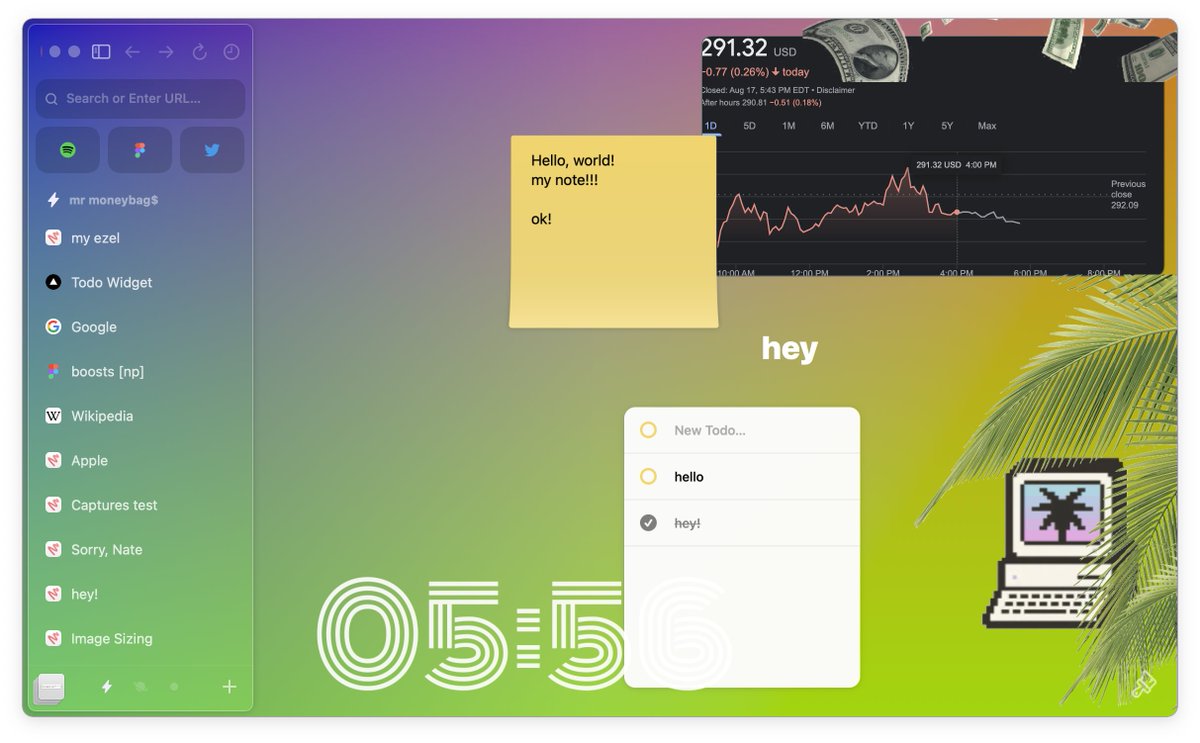 Search or Enter URL...
mr moneybag$
my ezel
Todo Widget
Google
boosts [np]
Wikipedia
Apple
Captures test
Sorry, Nate
hey!
Image Sizing
291.32 USD
−0.77 (0.26%) ↓ today
Closed: Aug 17, 5:43 PM EDT • Disclaimer
After hours 290.81 −0.51 (0.18%)
1D 5D 1M 6M YTD 1Y 5Y Max
291.32 USD 4:00 PM
Previous
close
292.09
10:00 AM 12:00 PM 2:00 PM 4:00 PM 6:00 PM 8:00 PM
Hello, world!
my note!!!
ok!
hey
New Todo...
hello
hey!
05:56